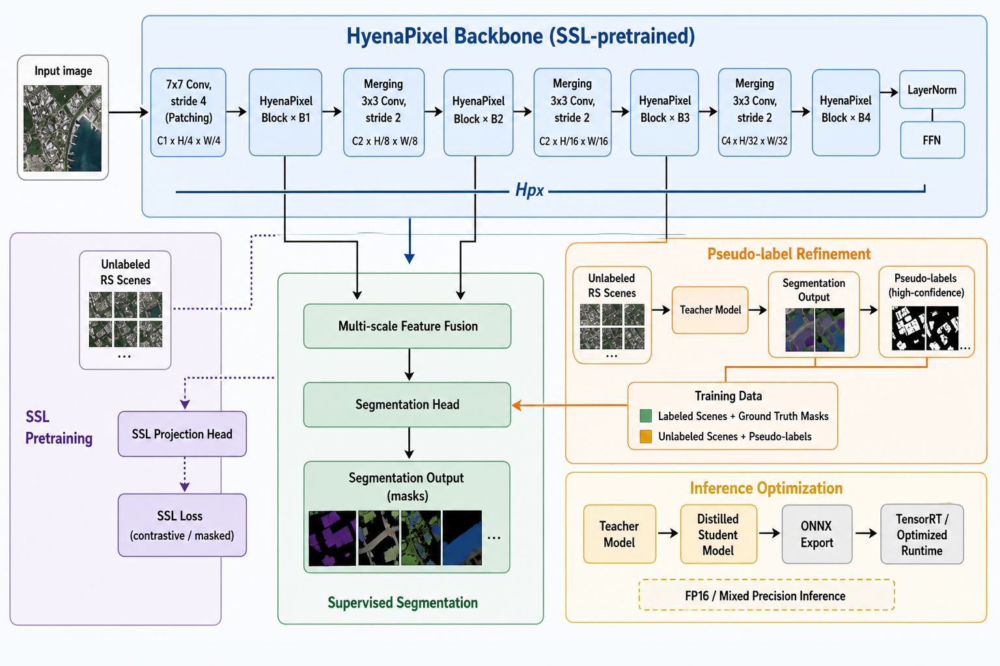 HyenaPixel Backbone (SSL-pretrained)
Input image
7x7 Conv,
stride 4
(Patching)
C1 x H/4 x W/4
HyenaPixel
Block × B1
Merging
3x3 Conv,
stride 2
C2 x H/8 x W/8
HyenaPixel
Block × B2
Merging
3x3 Conv,
stride 2
C2 x H/16 x W/16
HyenaPixel
Block × B3
Merging
3x3 Conv,
stride 2
C4 x H/32 x W/32
HyenaPixel
Block × B4
LayerNorm
FFN
Hpx
Unlabeled
RS Scenes
...
SSL
Pretraining
SSL Projection Head
SSL Loss
(contrastive / masked)
Multi-scale Feature Fusion
Segmentation Head
Segmentation Output
(masks)
...
Supervised Segmentation
Pseudo-label Refinement
Unlabeled
RS Scenes
...
Teacher Model
Segmentation
Output
Pseudo-labels
(high-confidence)
...
Training Data
Labeled Scenes + Ground Truth Masks
Unlabeled Scenes + Pseudo-labels
Inference Optimization
Teacher
Model
Distilled
Student
Model
ONNX
Export
TensorRT /
Optimized
Runtime
FP16 / Mixed Precision Inference